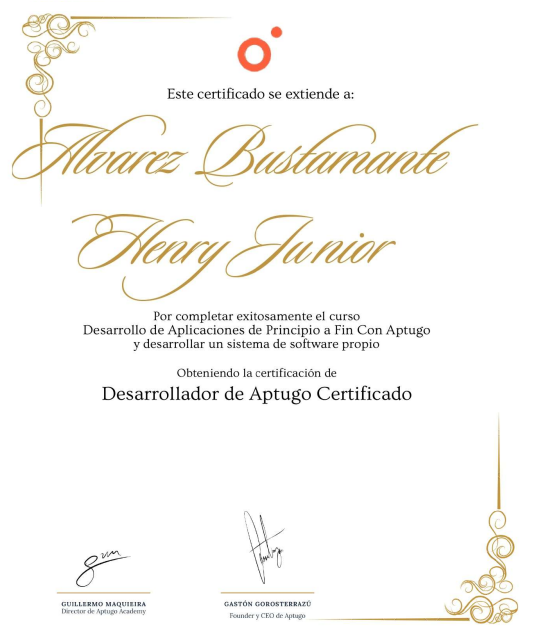 Este certificado se extiende a:
Alvarez Bustamante
Henry Junior
Por completar exitosamente el curso
Desarrollo de Aplicaciones de Principio a Fin Con Aptugo
y desarrollar un sistema de software propio
Obteniendo la certificación de
Desarrollador de Aptugo Certificado
GUILLERMO MAQUIEIRA
Director de Aptugo Academy
GASTÓN GOROSTERRAZÚ
Founder y CEO de Aptugo